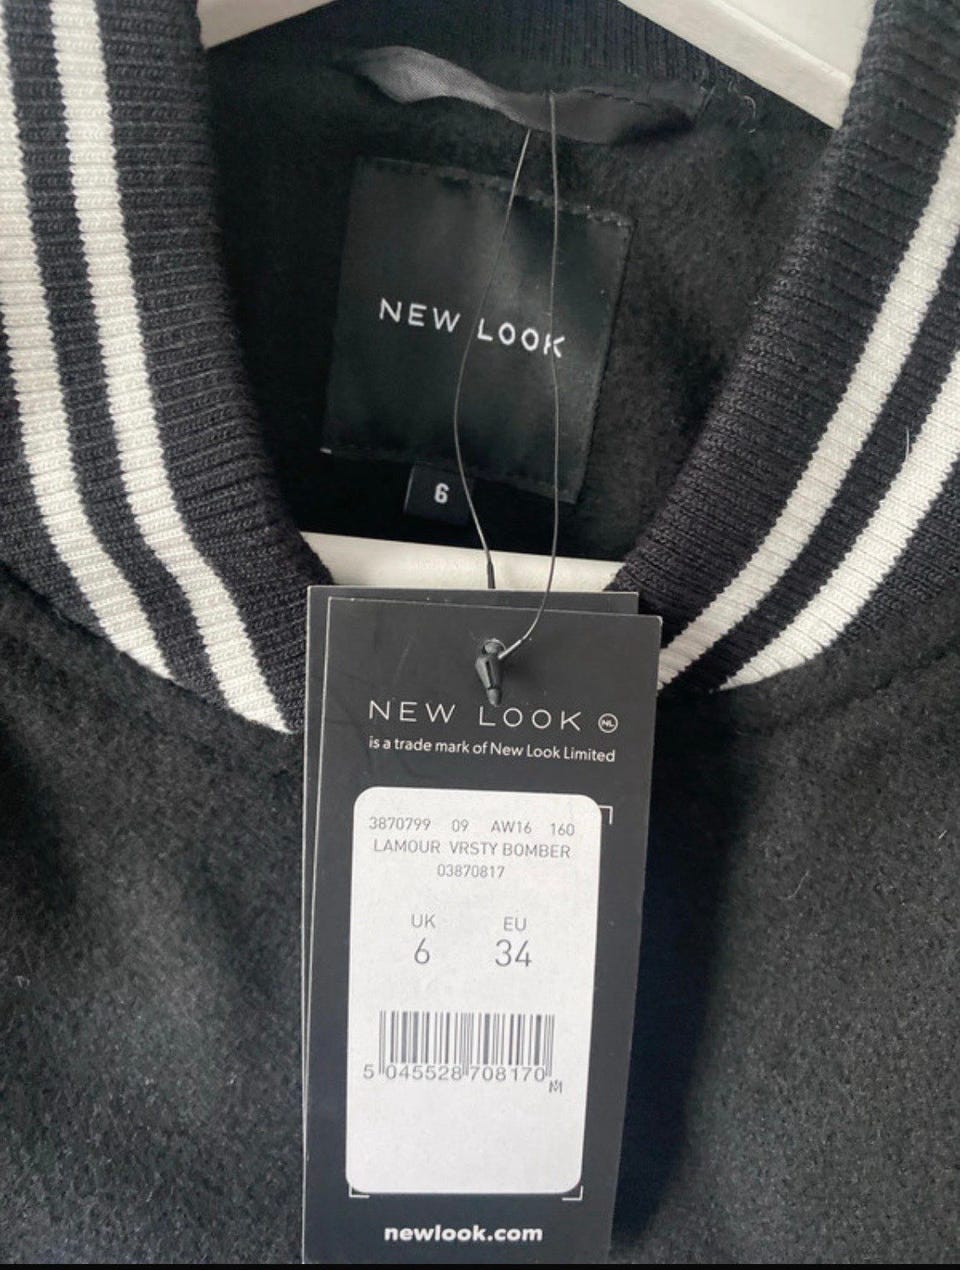 NEW LOOK
6
NEW LOOK NL
is a trade mark of New Look Limited
3870799 09 AW16 160
LAMOUR VRSTY BOMBER
03870817
UK EU
6 34
5 045528 708170
M
newlook.com